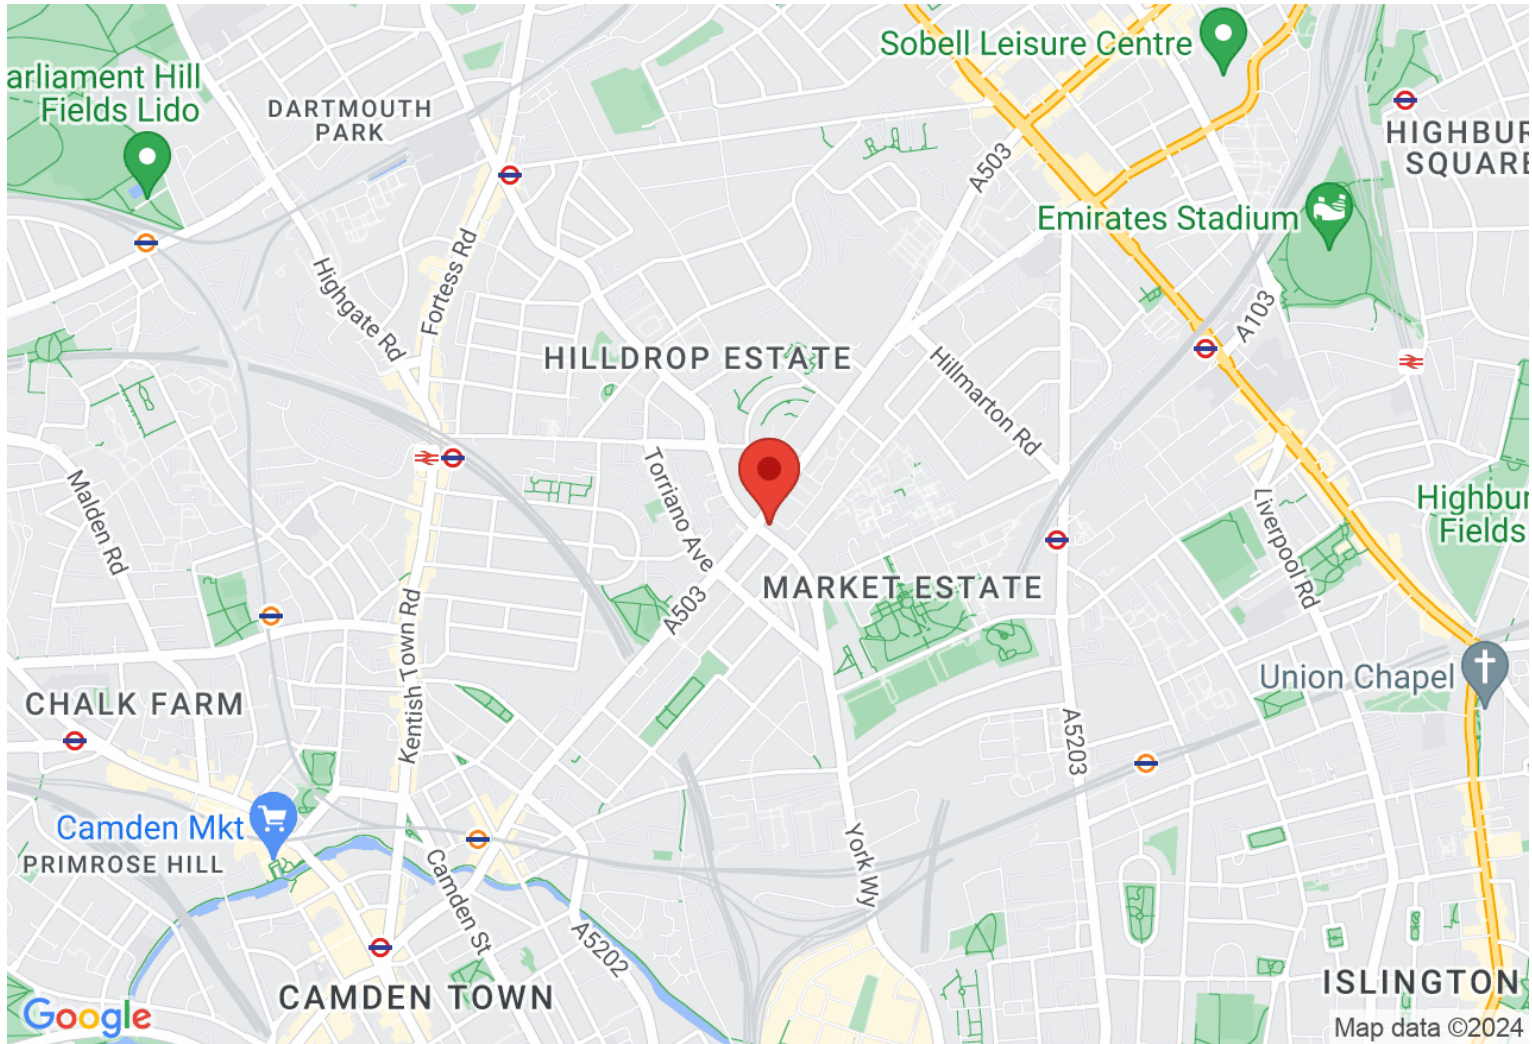 Sobell Leisure Centre
arliament Hill
Fields Lido
DARTMOUTH
PARK
HIGHBUR
SQUARE
A503
Emirates Stadium
Fortess Rd
Highgate Rd
A103
HILLDROP ESTATE
Hillmarton Rd
Torriano Ave
Malden Rd
Liverpool Rd
Highbur
Fields
A503
MARKET ESTATE
Kentish Town Rd
Union Chapel
CHALK FARM
A5203
Camden Mkt
PRIMROSE HILL
Camden St
York Wy
A5202
CAMDEN TOWN
ISLINGTON
Google
Map data ©2024